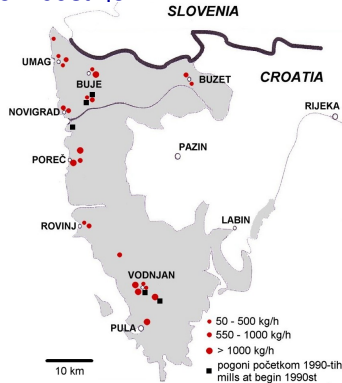 SLOVENIA
UMAG
BUJE
BUZET
CROATIA
NOVIGRAD
RIJEKA
PAZIN
POREČ
ROVINJ
LABIN
VODNJAN
PULA
50 - 500 kg/h
550 - 1000 kg/h
> 1000 kg/h
pogoni početkom 1990-tih
mills at begin 1990st
10 km